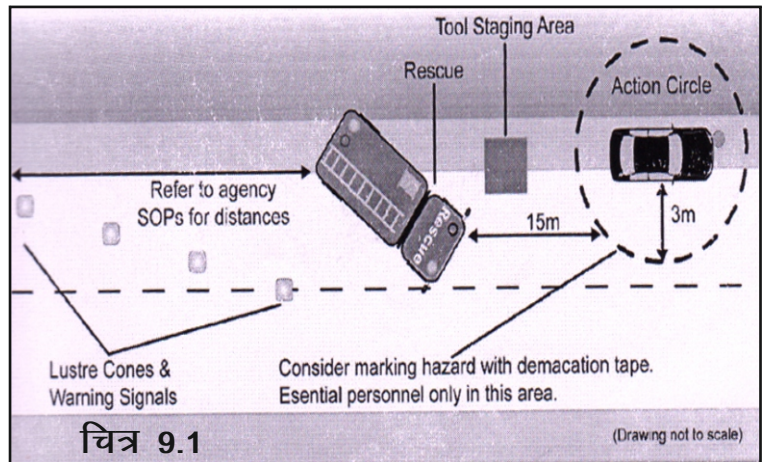 Tool Staging Area
Rescue
Action Circle
Refer to agency
SOPs for distances
Rescue
15m
3m
Lustre Cones &
Warning Signals
Consider marking hazard with demacation tape.
Esential personnel only in this area.
चित्र 9.1
(Drawing not to scale)